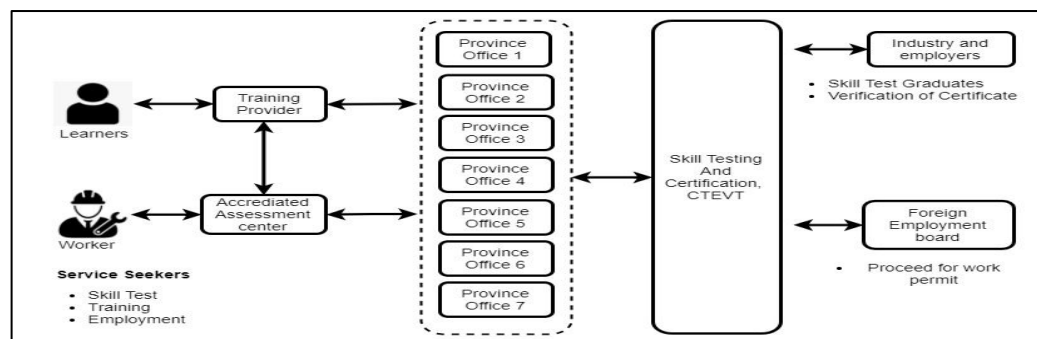 Learners
Worker
Service Seekers
• Skill Test
• Training
• Employment
Training
Provider
Accrediated
Assessment
center
Province
Office 1
Province
Office 2
Province
Office 3
Province
Office 4
Province
Office 5
Province
Office 6
Province
Office 7
Skill Testing
And
Certification,
CTEVT
Industry and
employers
• Skill Test Graduates
• Verification of Certificate
Foreign
Employment
board
• Proceed for work
permit